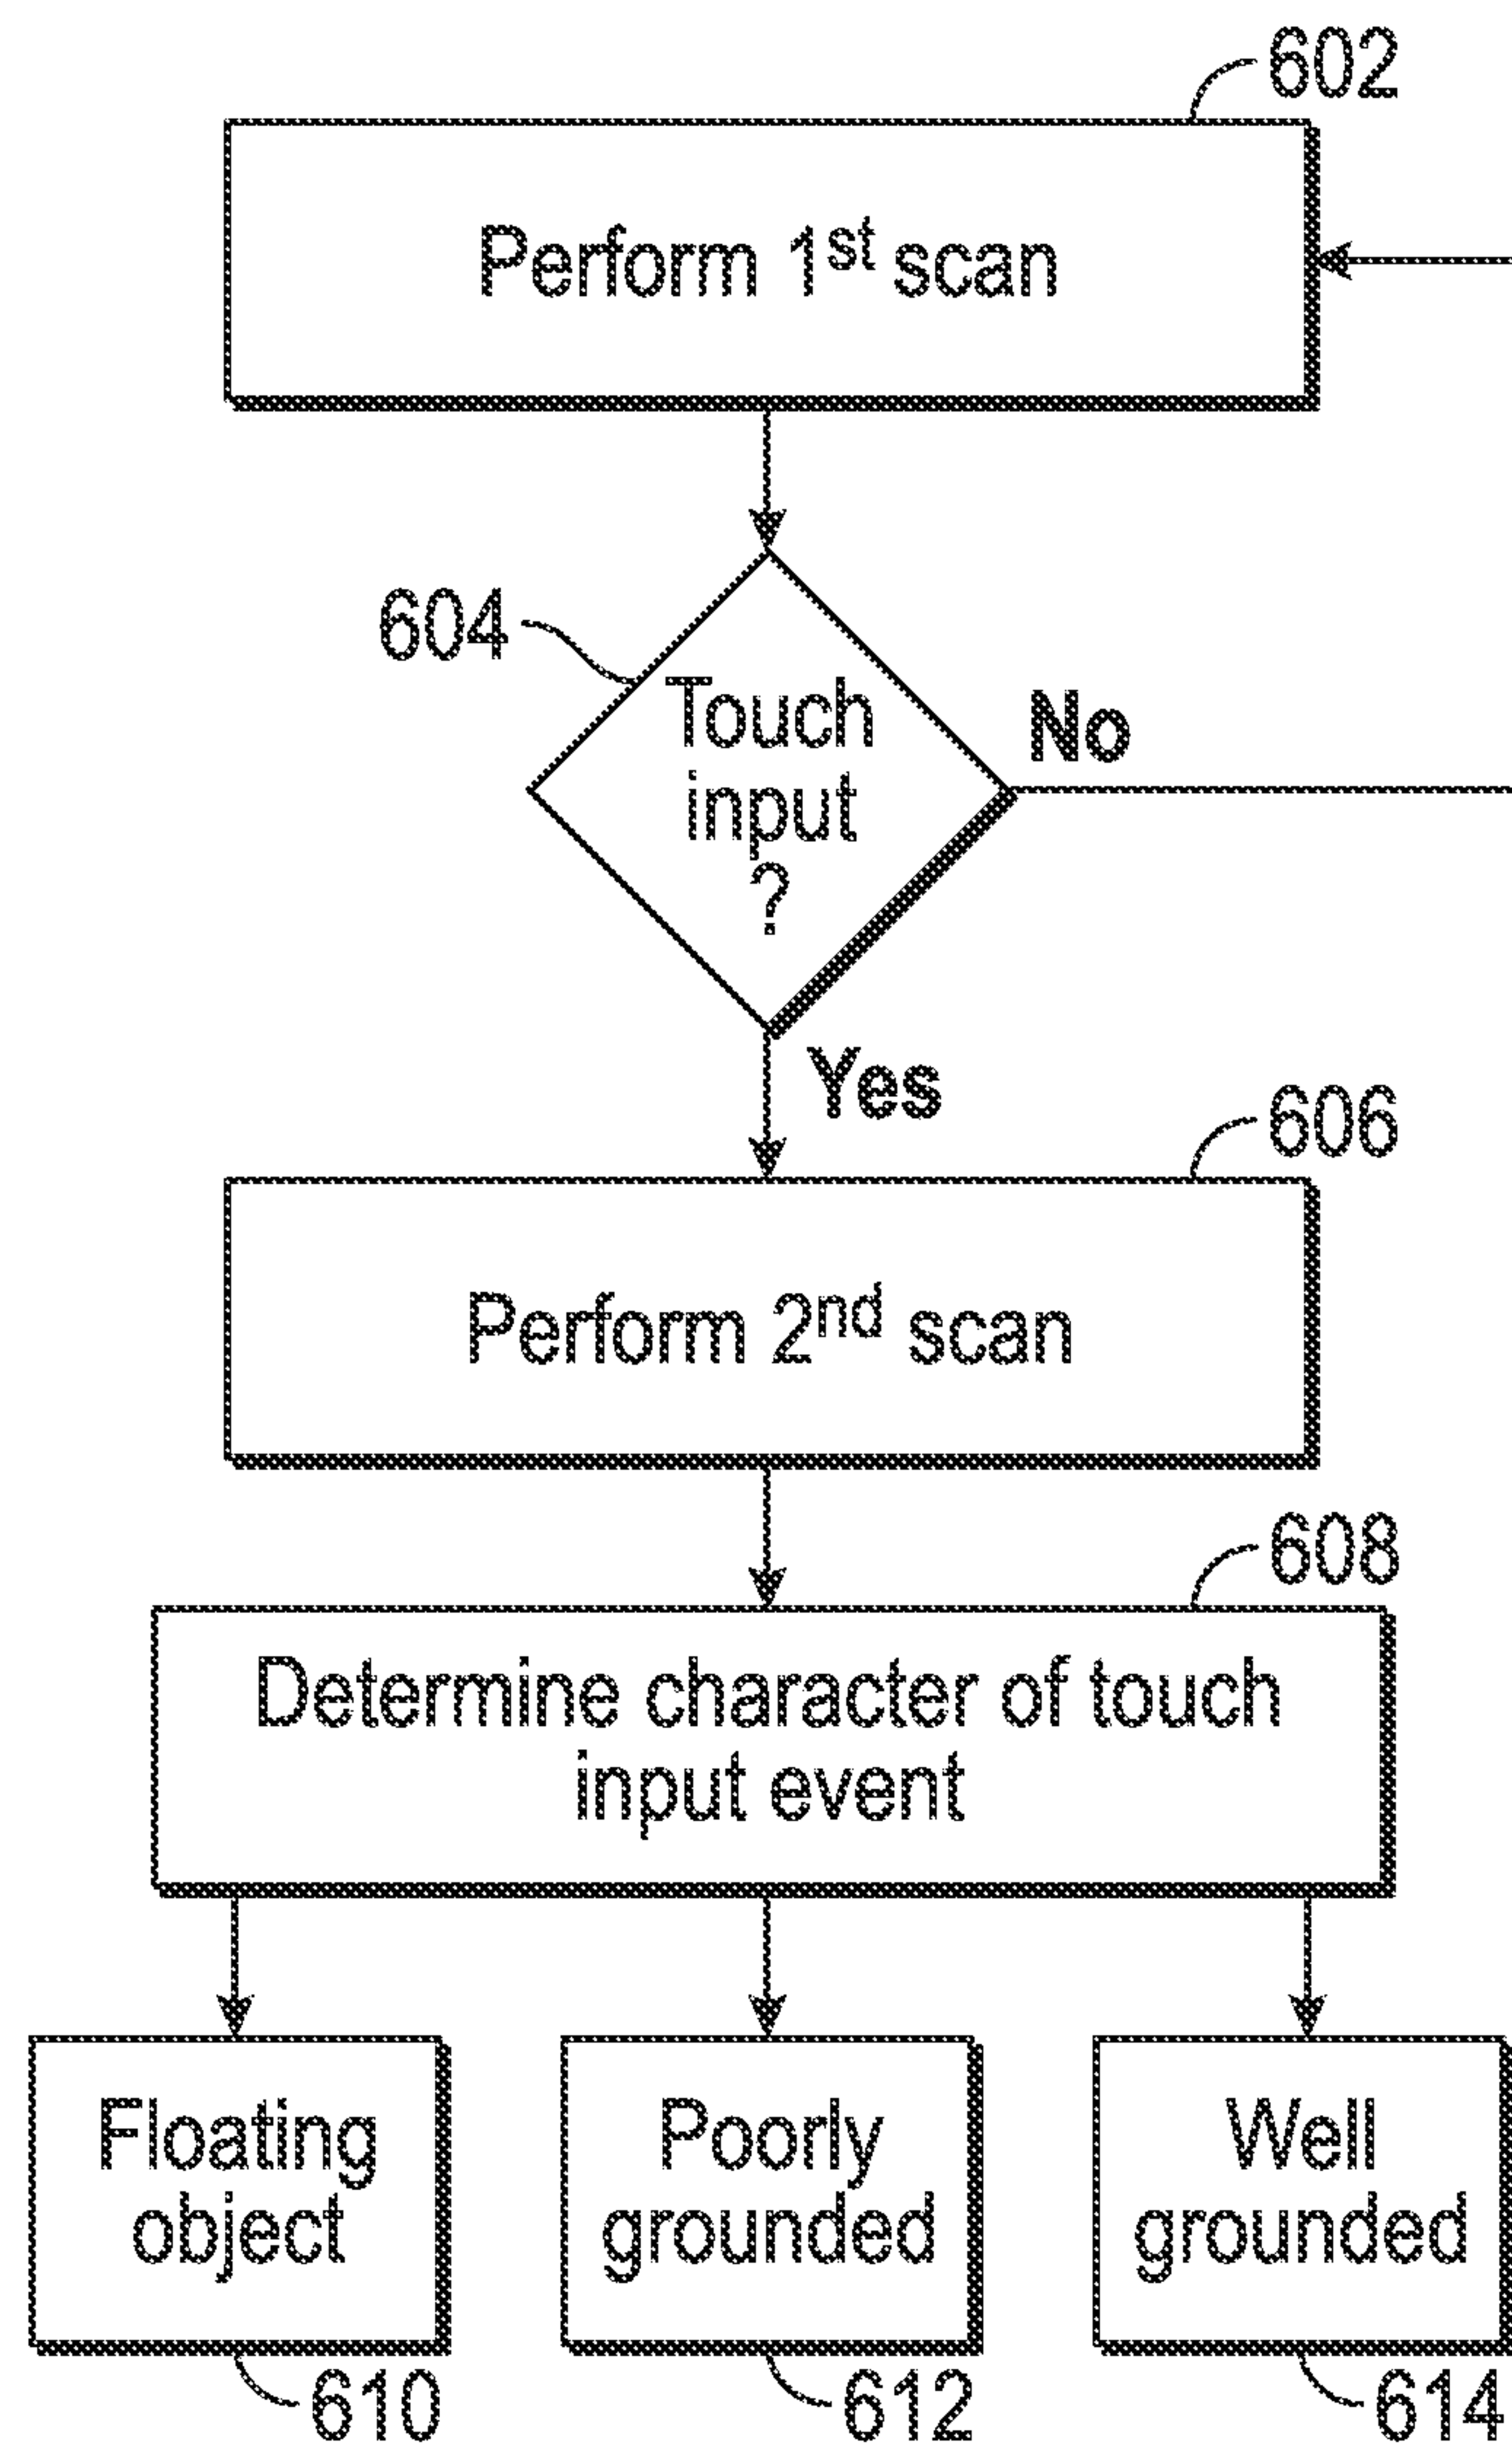 602
Perform 1st scan
604
Touch
input
?
No
Yes
606
Perform 2nd scan
608
Determine character of touch
input event
Floating
object
Poorly
grounded
Well
grounded
610
612
614